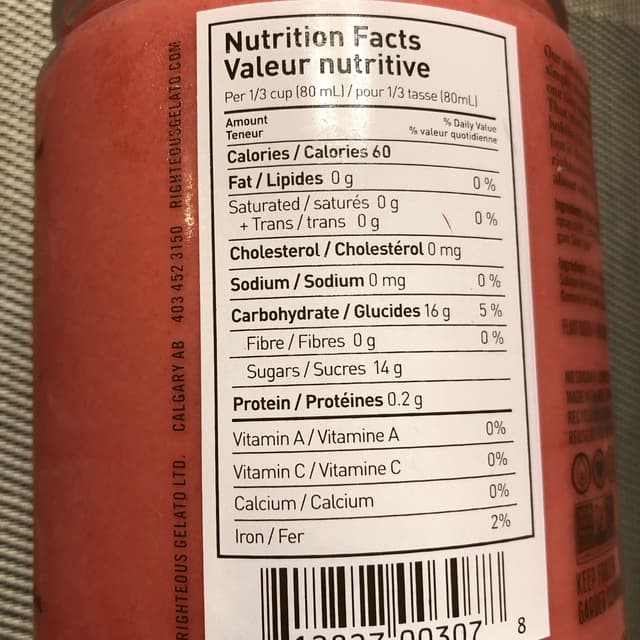 RIGHTEOUS GELATO LTD. CALGARY AB 403 452 3150 RIGHTEOUSGELATO.COM
Nutrition Facts
Valeur nutritive
Per 1/3 cup (80 mL) / pour 1/3 tasse (80mL)
Amount
Teneur
% Daily Value
% valeur quotidienne
Calories / Calories 60
Fat / Lipides 0 g 0 %
Saturated / saturés 0 g
+ Trans / trans 0 g 0 %
Cholesterol / Cholestérol 0 mg
Sodium / Sodium 0 mg 0 %
Carbohydrate / Glucides 16 g 5 %
Fibre / Fibres 0 g 0 %
Sugars / Sucres 14 g
Protein / Protéines 0.2 g
Vitamin A / Vitamine A 0%
Vitamin C / Vitamine C 0%
Calcium / Calcium 0%
Iron / Fer 2%
00307 8
KEEP